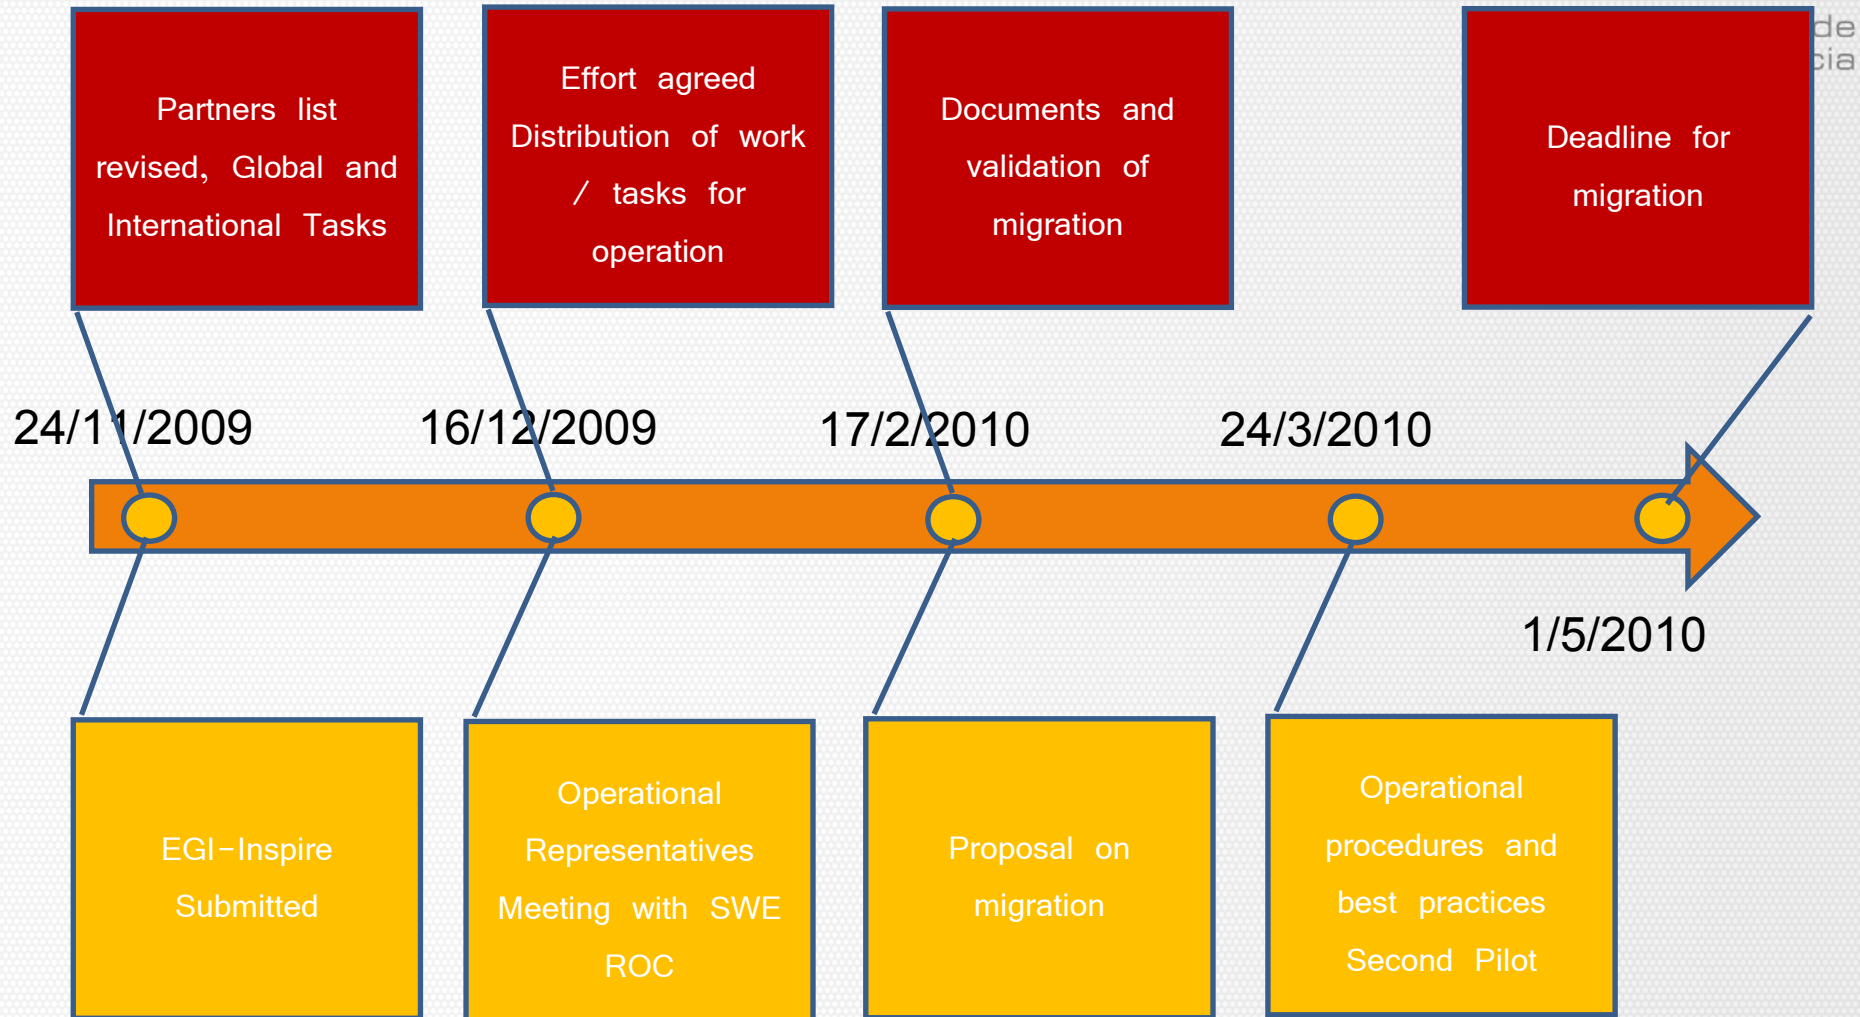 de
cia
Partners list
revised, Global and
International Tasks
Effort agreed
Distribution of work
/ tasks for
operation
Documents and
validation of
migration
Deadline for
migration
24/11/2009
16/12/2009
17/2/2010
24/3/2010
1/5/2010
EGI-Inspire
Submitted
Operational
Representatives
Meeting with SWE
ROC
Proposal on
migration
Operational
procedures and
best practices
Second Pilot